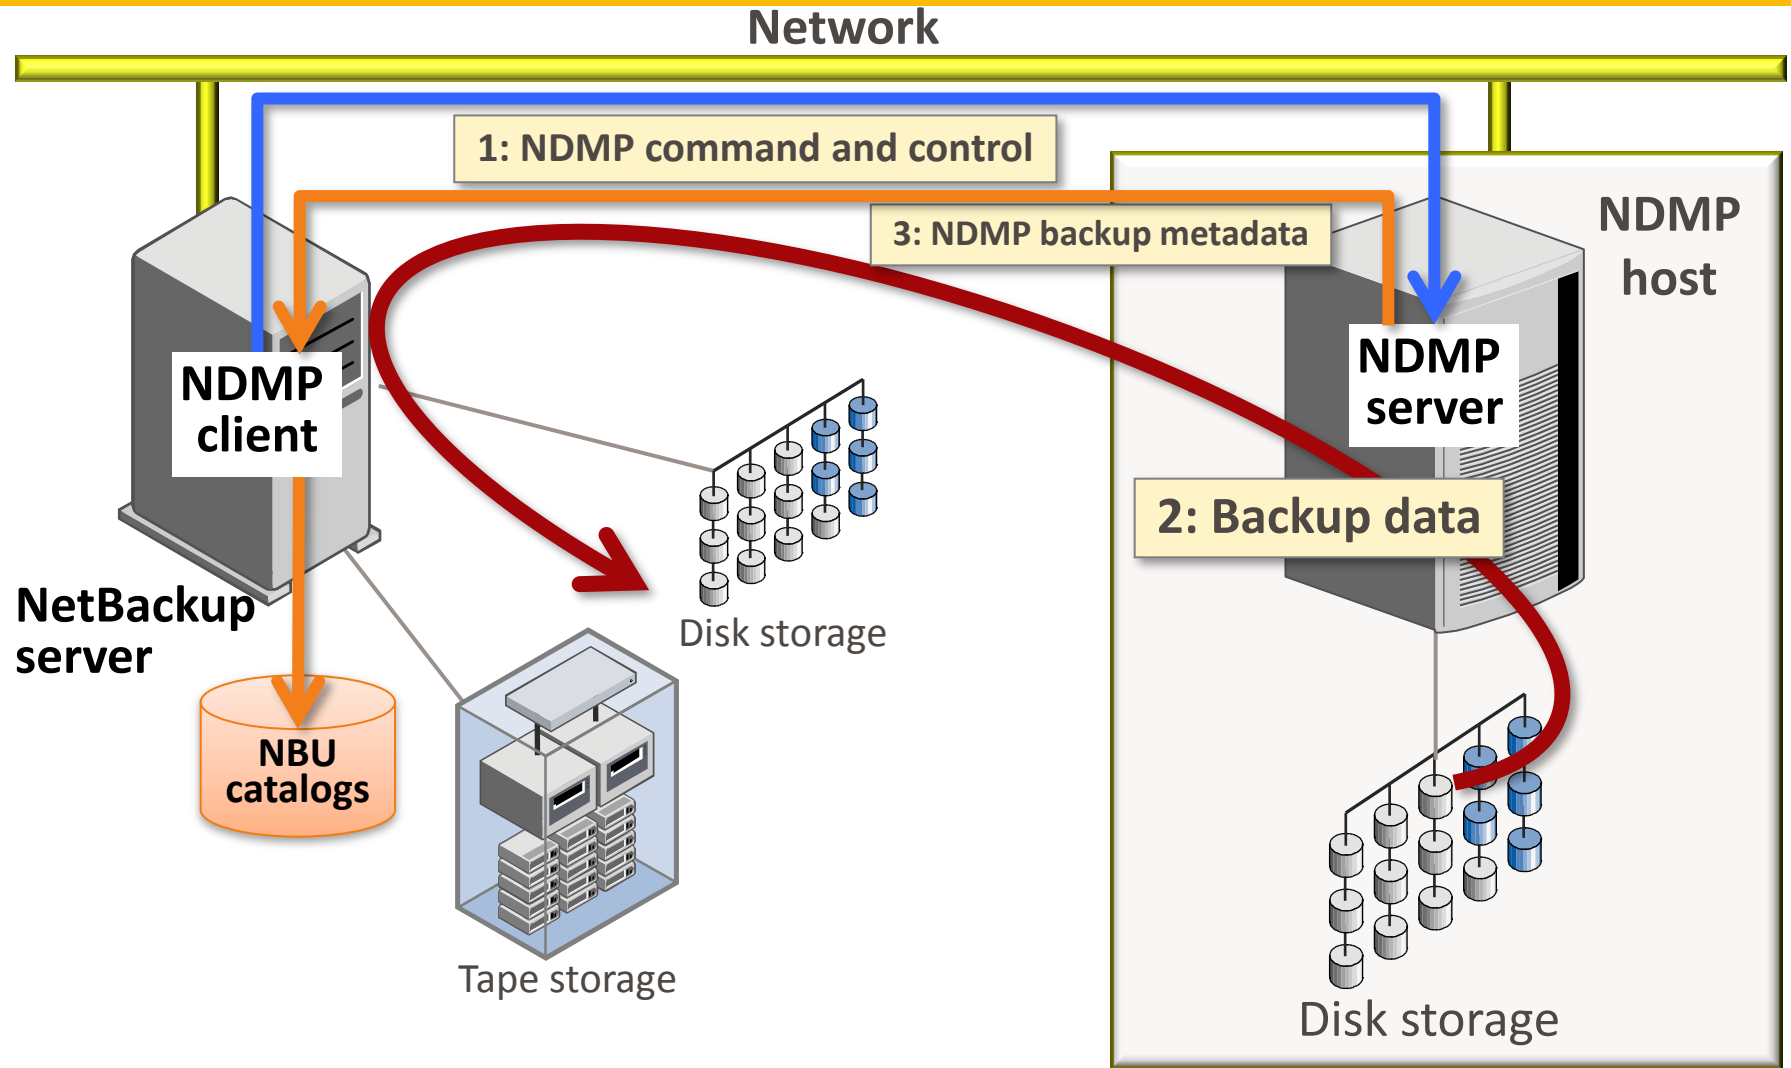 Network
1: NDMP command and control
3: NDMP backup metadata
NDMP
host
NDMP
client
NDMP
server
2: Backup data
NetBackup
server
Disk storage
NBU
catalogs
Tape storage
Disk storage